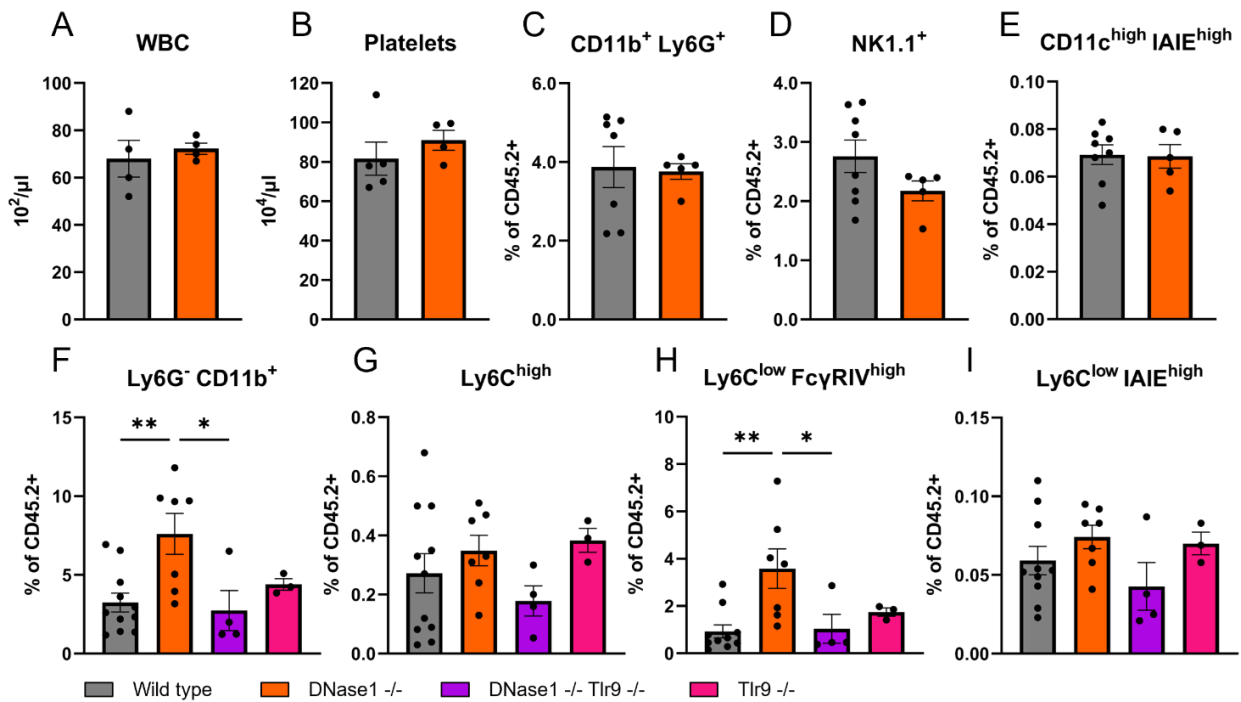 A
WBC
10²/µl
100
80
60
40
20
0
B
Platelets
10⁴/µl
120
100
80
60
40
20
0
C
CD11b⁺ Ly6G⁺
% of CD45.2+
6.0
4.0
2.0
0.0
D
NK1.1⁺
% of CD45.2+
4.0
3.0
2.0
1.0
0.0
E
CD11cʰⁱᵍʰ IAIEʰⁱᵍʰ
% of CD45.2+
0.10
0.08
0.06
0.04
0.02
0.00
F
Ly6G⁻ CD11b⁺
% of CD45.2+
15
10
5
0
**
*
G
Ly6Cʰⁱᵍʰ
% of CD45.2+
0.8
0.6
0.4
0.2
0.0
H
Ly6Cˡᵒʷ FcγRIVʰⁱᵍʰ
% of CD45.2+
10
8
6
4
2
0
**
*
I
Ly6Cˡᵒʷ IAIEʰⁱᵍʰ
% of CD45.2+
0.15
0.10
0.05
0.00
Wild type
DNase1 -/-
DNase1 -/- Tlr9 -/-
Tlr9 -/-